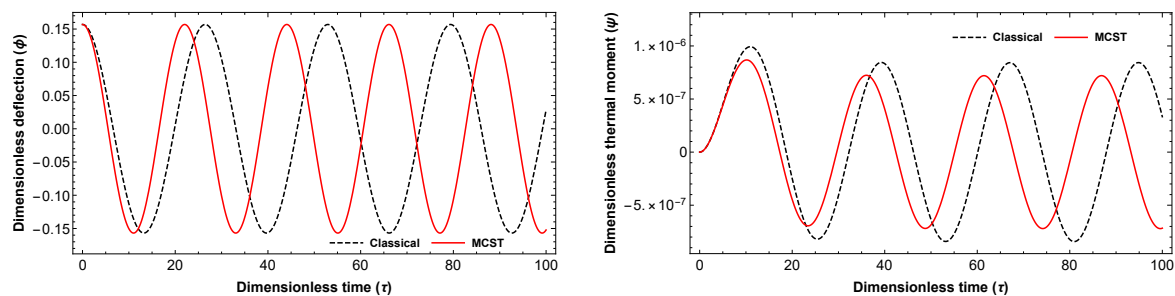 Dimensionless deflection (ϕ)
0.15
0.10
0.05
0.00
−0.05
−0.10
−0.15
Classical MCST
0 20 40 60 80 100
Dimensionless time (τ)
Dimensionless thermal moment (ψ)
1. × 10⁻⁶
5. × 10⁻⁷
0
−5. × 10⁻⁷
Classical MCST
0 20 40 60 80 100
Dimensionless time (τ)